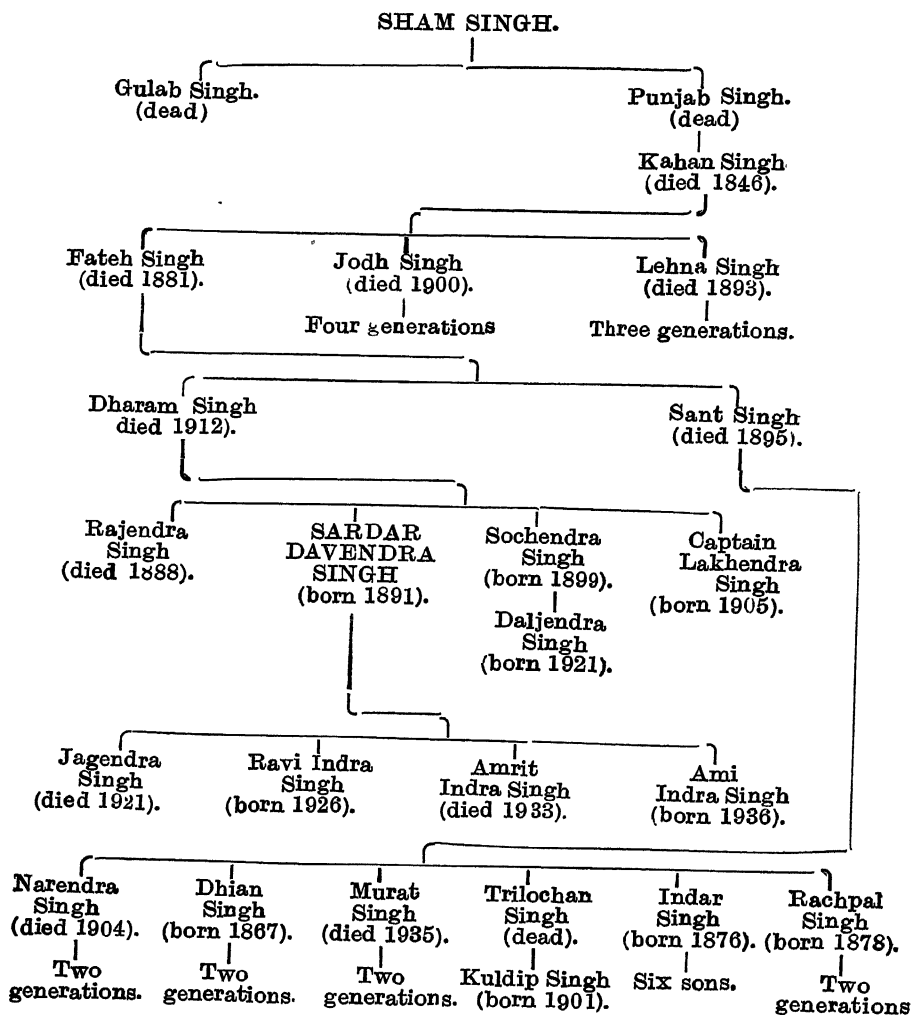 SHAM SINGH.
Gulab Singh.
(dead)
Punjab Singh.
(dead)
Kahan Singh
(died 1846).
Fateh Singh
(died 1881).
Jodh Singh
(died 1900).
Four generations
Lehna Singh
(died 1893).
Three generations.
Dharam Singh
died 1912).
Sant Singh
(died 1895).
Rajendra
Singh
(died 1888).
SARDAR
DAVENDRA
SINGH
(born 1891).
Sochendra
Singh
(born 1899).
Daljendra
Singh
(born 1921).
Captain
Lakhendra
Singh
(born 1905).
Jagendra
Singh
(died 1921).
Ravi Indra
Singh
(born 1926).
Amrit
Indra Singh
(died 1933).
Ami
Indra Singh
(born 1936).
Narendra
Singh
(died 1904).
Two
generations.
Dhian
Singh
(born 1867).
Two
generations.
Murat
Singh
(died 1935).
Two
generations.
Trilochan
Singh
(dead).
Kuldip Singh
(born 1901).
Indar
Singh
(born 1876).
Six sons.
Rachpal
Singh
(born 1878).
Two
generations